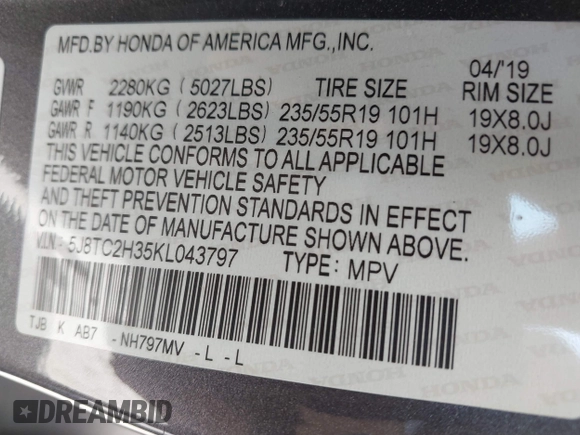 MFD.BY HONDA OF AMERICA MFG.,INC.
04/'19
GVWR 2280KG (5027LBS) TIRE SIZE RIM SIZE
GAWR F 1190KG (2623LBS) 235/55R19 101H 19X8.0J
GAWR R 1140KG (2513LBS) 235/55R19 101H 19X8.0J
THIS VEHICLE CONFORMS TO ALL APPLICABLE
FEDERAL MOTOR VEHICLE SAFETY
AND THEFT PREVENTION STANDARDS IN EFFECT
ON THE DATE OF MANUFACTURE SHOWN ABOVE.
V.I.N.: 5J8TC2H35KL043797 TYPE: MPV
TJB K AB7 - NH797MV - L - L
DREAMBID